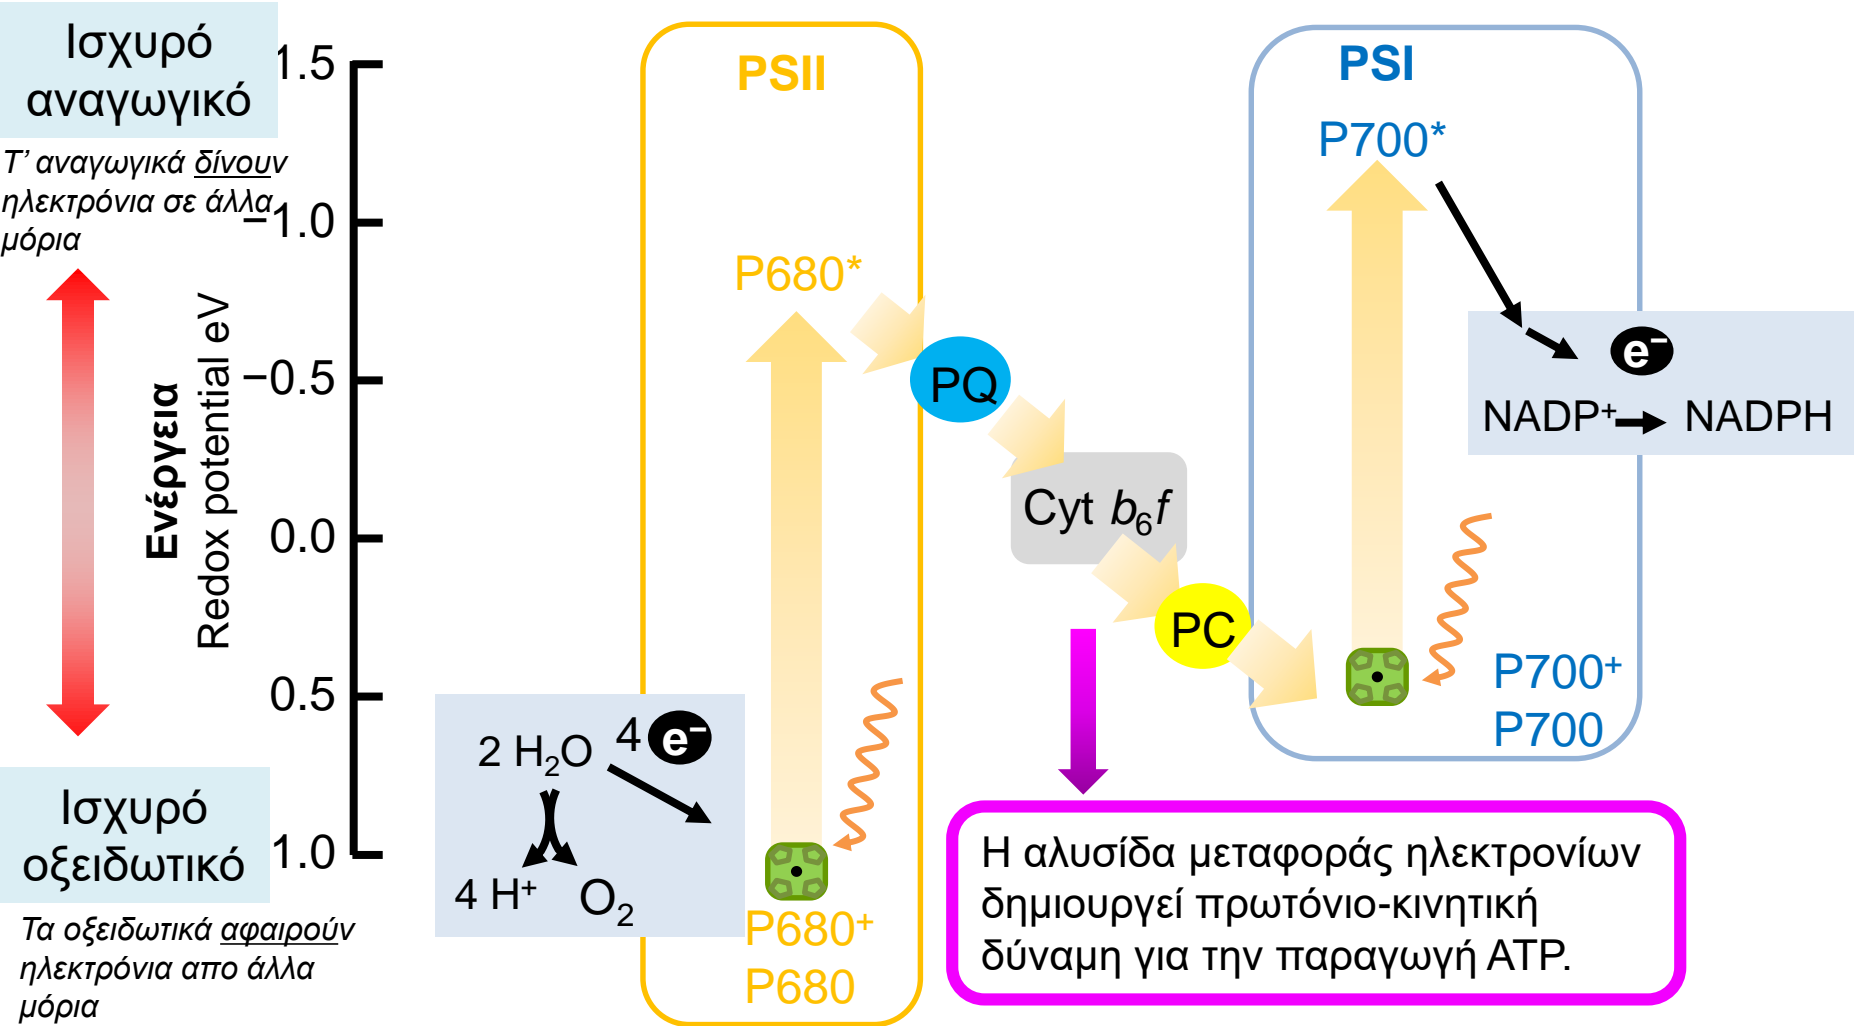 Ισχυρό
αναγωγικό
Τ’ αναγωγικά δίνουν
ηλεκτρόνια σε άλλα
μόρια
Ενέργεια
Redox potential eV
1.5
−1.0
−0.5
0.0
0.5
1.0
Ισχυρό
οξειδωτικό
Τα οξειδωτικά αφαιρούν
ηλεκτρόνια απο άλλα
μόρια
PSII
P680*
2 H₂O
4 e⁻
4 H⁺
O₂
P680⁺
P680
PQ
Cyt b₆f
PC
PSI
P700*
e⁻
NADP⁺ → NADPH
P700⁺
P700
Η αλυσίδα μεταφοράς ηλεκτρονίων
δημιουργεί πρωτόνιο-κινητική
δύναμη για την παραγωγή ATP.